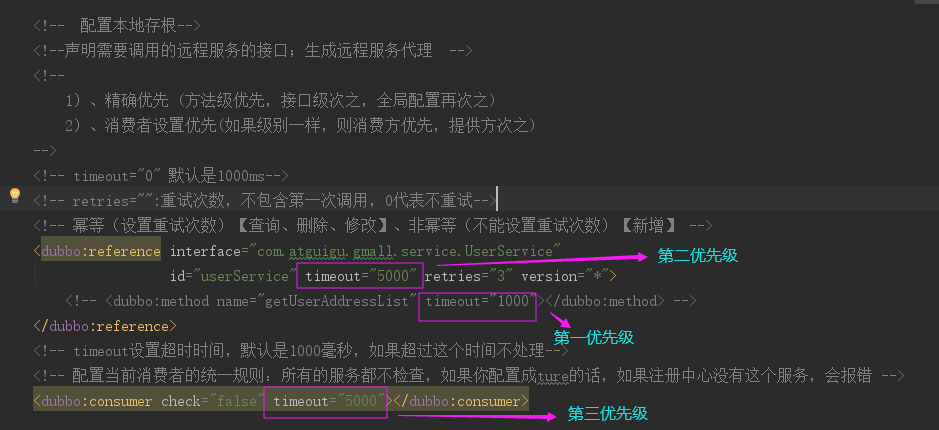 <!--  配置本地存根-->
<!--声明需要调用的远程服务的接口；生成远程服务代理  -->
<!--
1）、精确优先 (方法级优先，接口级次之，全局配置再次之)
2）、消费者设置优先(如果级别一样，则消费方优先，提供方次之)
-->
<!-- timeout="0" 默认是1000ms-->
<!-- retries="":重试次数，不包含第一次调用，0代表不重试-->
<!-- 幂等（设置重试次数）【查询、删除、修改】、非幂等（不能设置重试次数）【新增】 -->
<dubbo:reference interface="com.atguigu.gmall.service.UserService"
第二优先级
id="userService" timeout="5000" retries="3" version="*">
<!-- <dubbo:method name="getUserAddressList" timeout="1000"></dubbo:method> -->
</dubbo:reference>
第一优先级
<!-- timeout设置超时时间，默认是1000毫秒，如果超过这个时间不处理-->
<!-- 配置当前消费者的统一规则：所有的服务都不检查，如果你配置成ture的话，如果注册中心没有这个服务，会报错 -->
<dubbo:consumer check="false" timeout="5000"></dubbo:consumer>
第三优先级